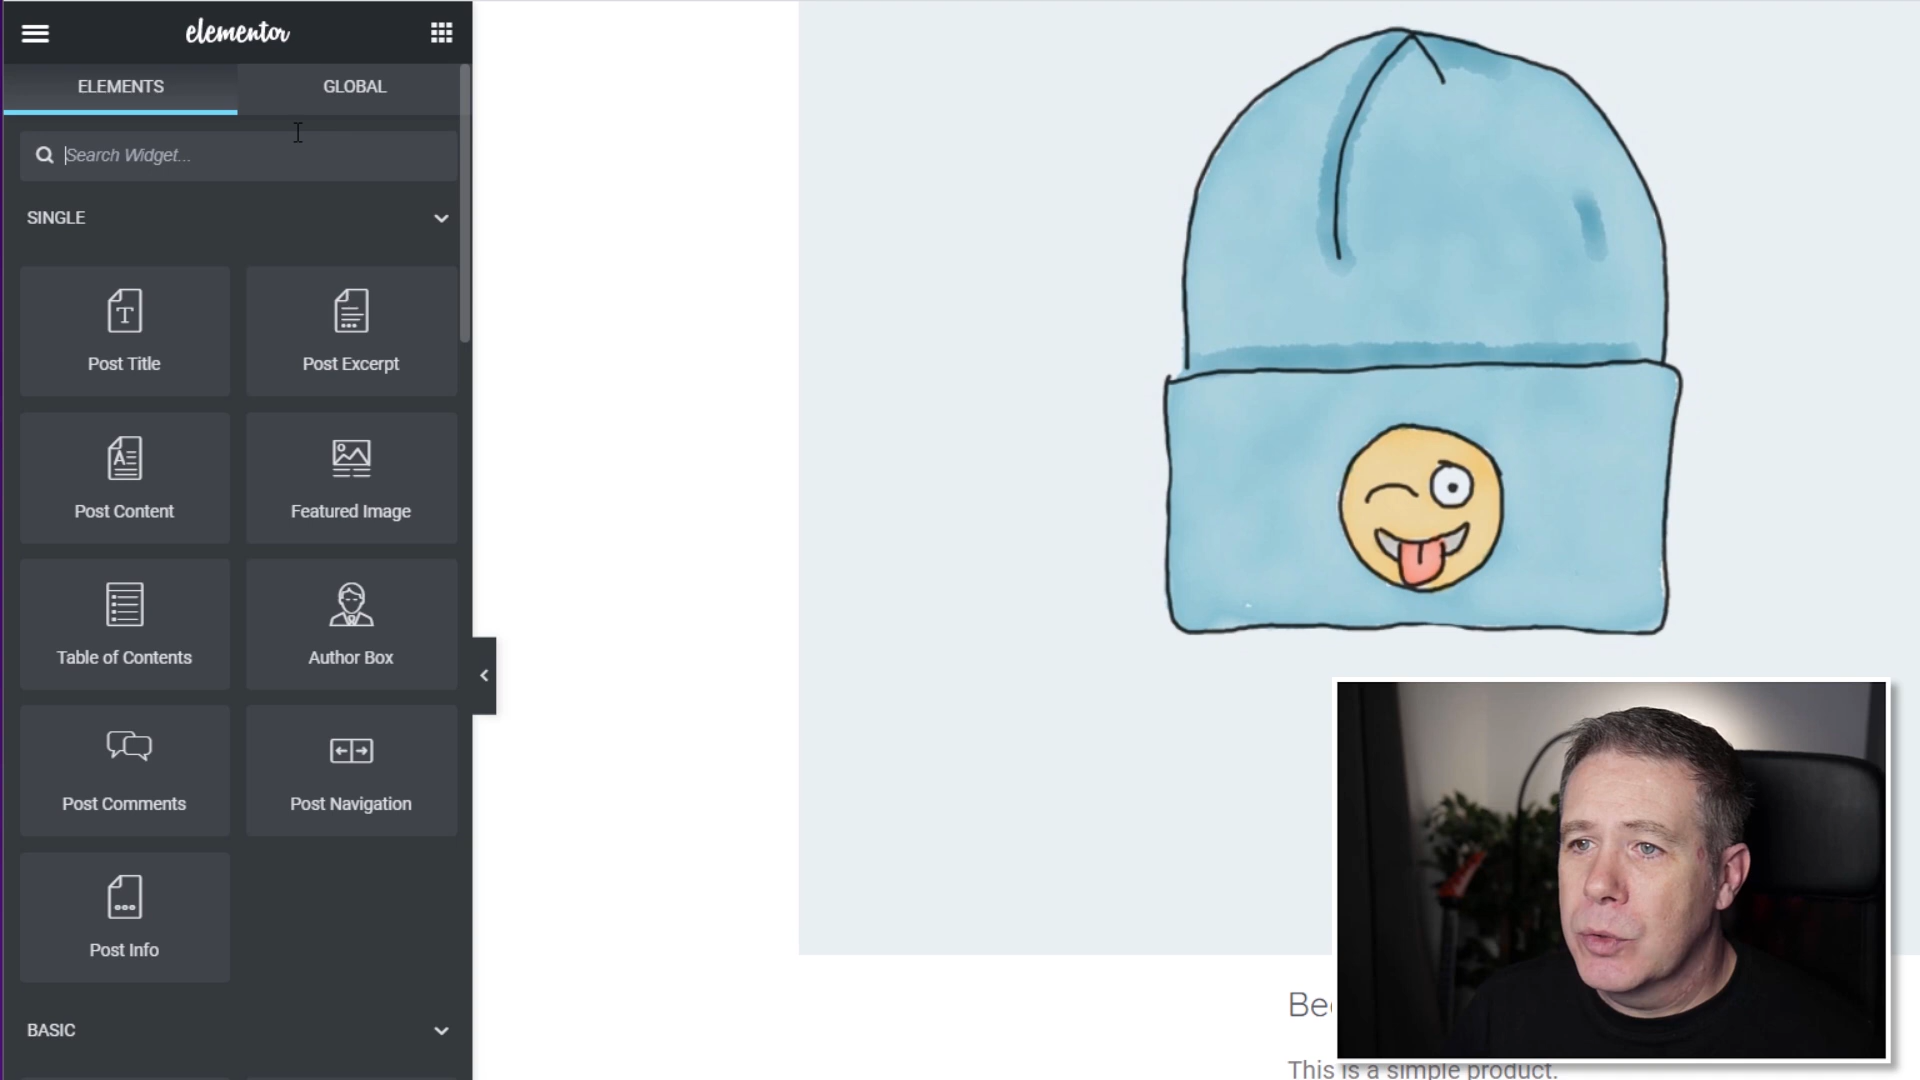 elementor
ELEMENTS
GLOBAL
Search Widget...
SINGLE
Post Title
Post Excerpt
Post Content
Featured Image
Table of Contents
Author Box
Post Comments
Post Navigation
Post Info
BASIC
This is a simple product.